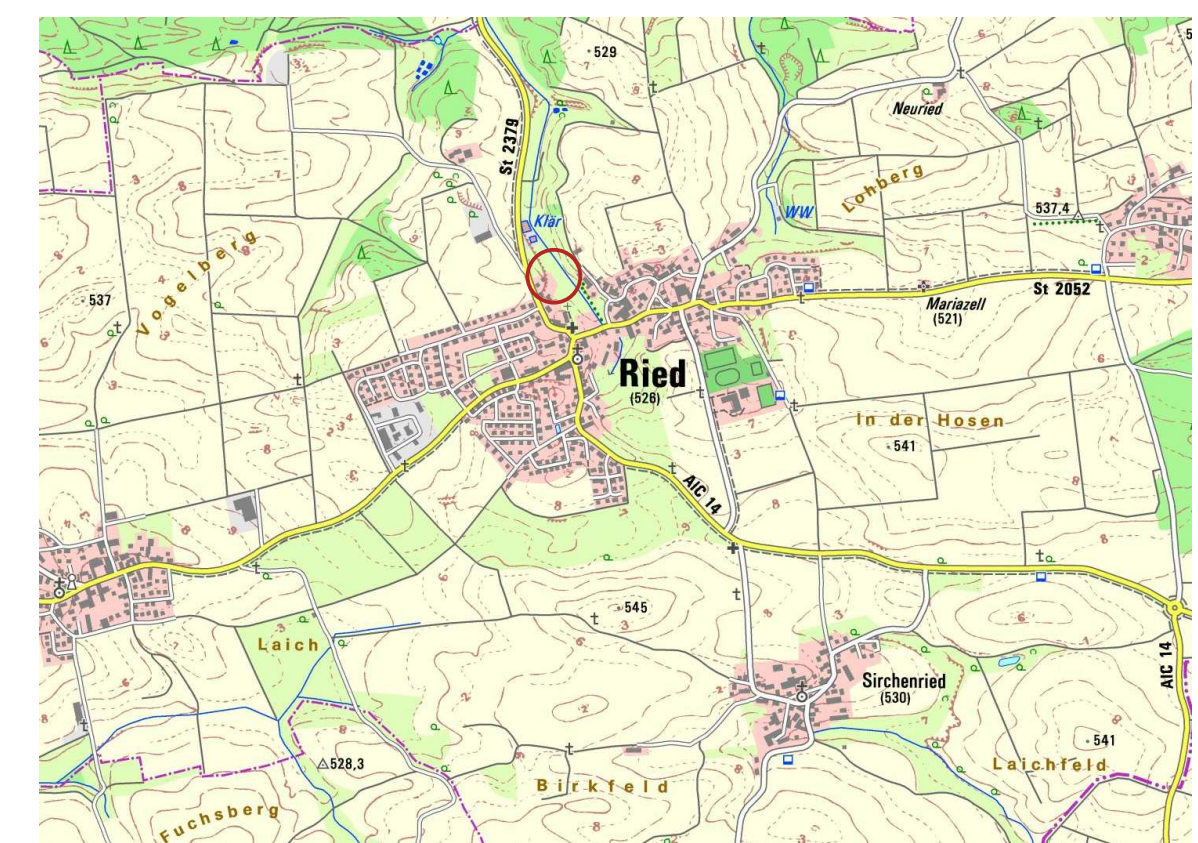 529
Neuried
St 2379
Lohberg
Klär
WW
537,4
Vogelberg
537
St 2052
Mariazell
(521)
Ried
(526)
In der Hosen
541
AIC 14
545
Laich
Sirchenried
(530)
AIC 14
541
Laichfeld
528,3
Birkfeld
Fuchsberg